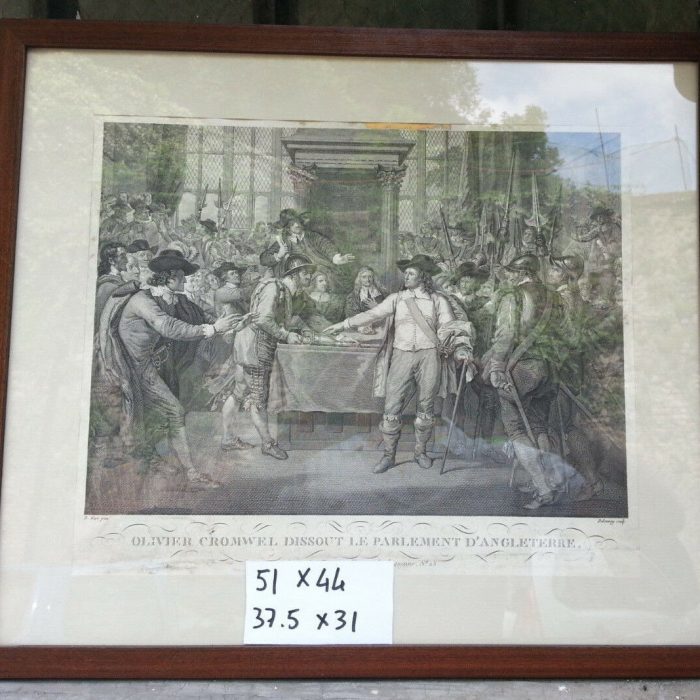 OLIVIER CROMWEL DISSOUT LE PARLEMENT D'ANGLETERRE.
51 x 44
37.5 x 31